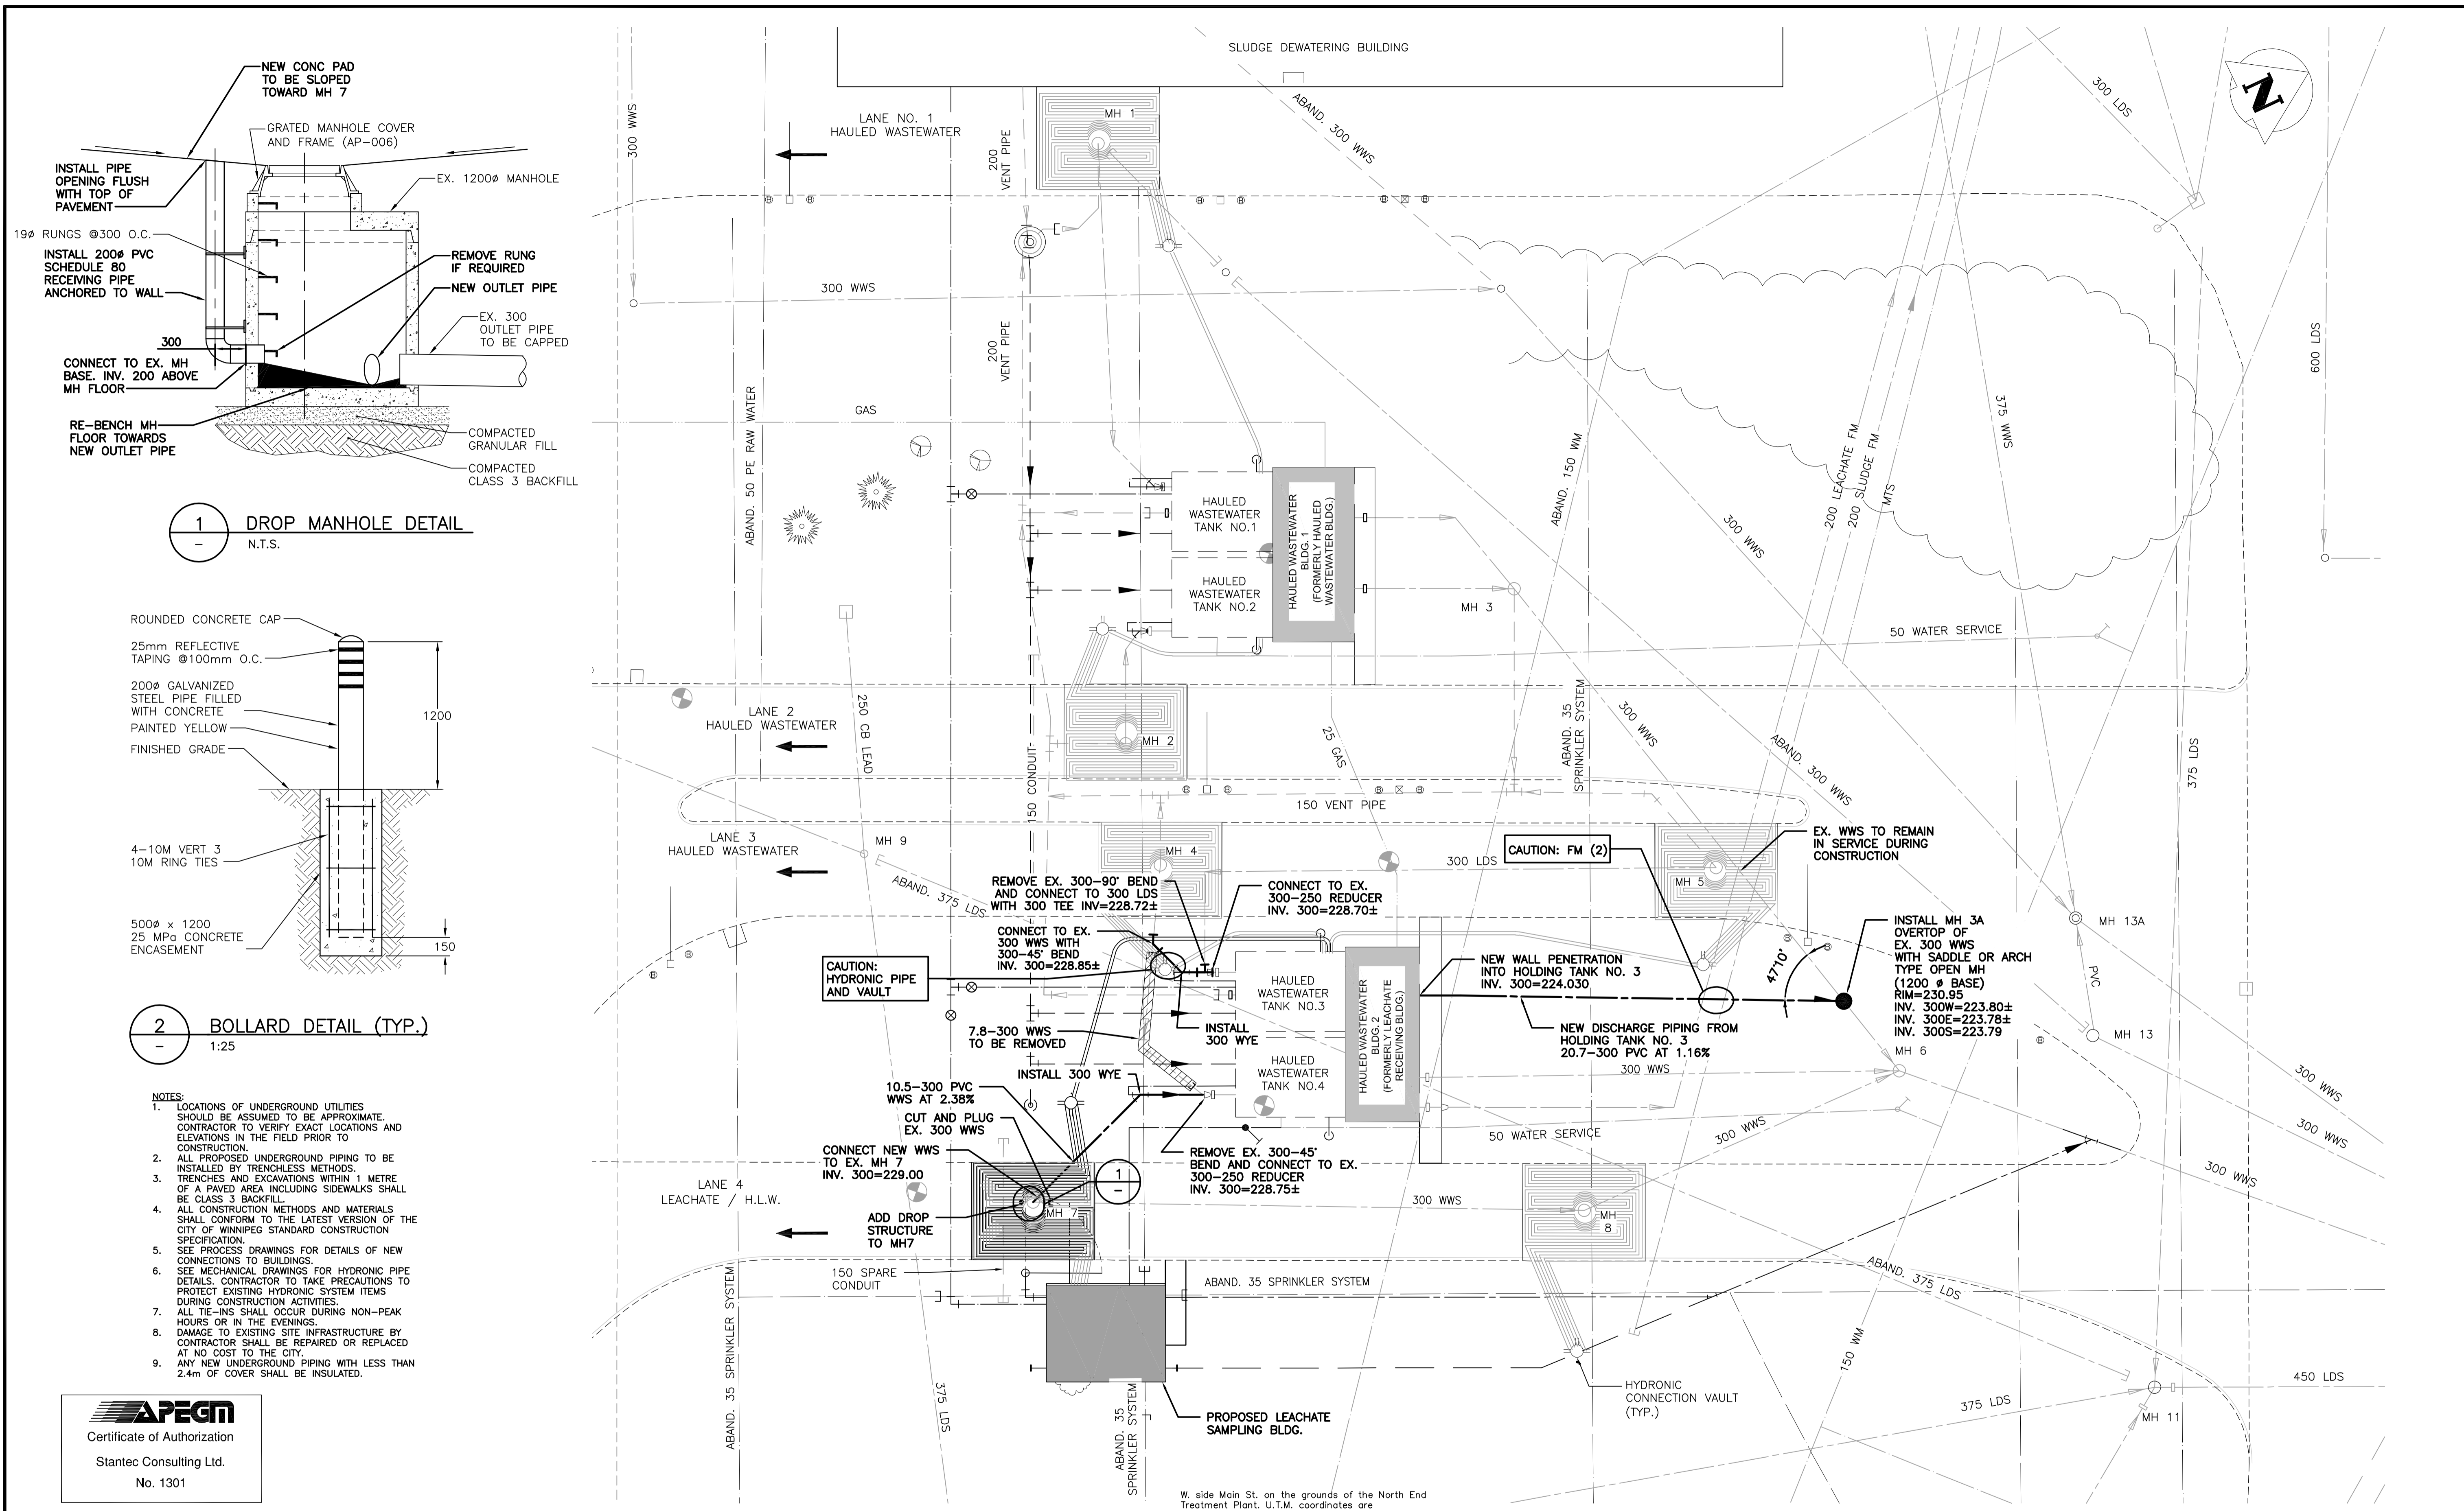 NEW CONC PAD
TO BE SLOPED
TOWARD MH 7
GRATED MANHOLE COVER
AND FRAME (AP-006)
INSTALL PIPE
OPENING FLUSH
WITH TOP OF
PAVEMENT
EX. 1200ø MANHOLE
19ø RUNGS @300 O.C.
INSTALL 200ø PVC
SCHEDULE 80
RECEIVING PIPE
ANCHORED TO WALL
REMOVE RUNG
IF REQUIRED
NEW OUTLET PIPE
EX. 300
OUTLET PIPE
TO BE CAPPED
300
CONNECT TO EX. MH
BASE. INV. 200 ABOVE
MH FLOOR
RE-BENCH MH
FLOOR TOWARDS
NEW OUTLET PIPE
COMPACTED
GRANULAR FILL
COMPACTED
CLASS 3 BACKFILL
1
-
DROP MANHOLE DETAIL
N.T.S.
ROUNDED CONCRETE CAP
25mm REFLECTIVE
TAPING @100mm O.C.
200ø GALVANIZED
STEEL PIPE FILLED
WITH CONCRETE
PAINTED YELLOW
FINISHED GRADE
1200
4-10M VERT 3
10M RING TIES
500ø x 1200
25 MPa CONCRETE
ENCASEMENT
150
2
-
BOLLARD DETAIL (TYP.)
1:25
NOTES:
1. LOCATIONS OF UNDERGROUND UTILITIES
SHOULD BE ASSUMED TO BE APPROXIMATE.
CONTRACTOR TO VERIFY EXACT LOCATIONS AND
ELEVATIONS IN THE FIELD PRIOR TO
CONSTRUCTION.
2. ALL PROPOSED UNDERGROUND PIPING TO BE
INSTALLED BY TRENCHLESS METHODS.
3. TRENCHES AND EXCAVATIONS WITHIN 1 METRE
OF A PAVED AREA INCLUDING SIDEWALKS SHALL
BE CLASS 3 BACKFILL.
4. ALL CONSTRUCTION METHODS AND MATERIALS
SHALL CONFORM TO THE LATEST VERSION OF THE
CITY OF WINNIPEG STANDARD CONSTRUCTION
SPECIFICATION.
5. SEE PROCESS DRAWINGS FOR DETAILS OF NEW
CONNECTIONS TO BUILDINGS.
6. SEE MECHANICAL DRAWINGS FOR HYDRONIC PIPE
DETAILS. CONTRACTOR TO TAKE PRECAUTIONS TO
PROTECT EXISTING HYDRONIC SYSTEM ITEMS
DURING CONSTRUCTION ACTIVITIES.
7. ALL TIE-INS SHALL OCCUR DURING NON-PEAK
HOURS OR IN THE EVENINGS.
8. DAMAGE TO EXISTING SITE INFRASTRUCTURE BY
CONTRACTOR SHALL BE REPAIRED OR REPLACED
AT NO COST TO THE CITY.
9. ANY NEW UNDERGROUND PIPING WITH LESS THAN
2.4m OF COVER SHALL BE INSULATED.
APEGM
Certificate of Authorization
Stantec Consulting Ltd.
No. 1301
SLUDGE DEWATERING BUILDING
N
300 WWS
LANE NO. 1
HAULED WASTEWATER
200
VENT PIPE
MH 1
ABAND. 300 WWS
300 LDS
300 WWS
200
VENT PIPE
ABAND. 50 PE RAW WATER
GAS
HAULED
WASTEWATER
TANK NO.1
HAULED
WASTEWATER
TANK NO.2
HAULED WASTEWATER
BLDG. 1
(FORMERLY HAULED
WASTEWATER BLDG.)
MH 3
ABAND. 150 WM
300 WWS
200 LEACHATE FM
200 SLUDGE FM
MTS
375 WWS
600 LDS
50 WATER SERVICE
LANE 2
HAULED WASTEWATER
250 CB LEAD
150 CONDUIT
MH 2
25 GAS
ABAND. 35
SPRINKLER SYSTEM
300 WWS
ABAND. 300 WWS
375 LDS
150 VENT PIPE
LANE 3
HAULED WASTEWATER
MH 9
ABAND. 375 LDS
MH 4
300 LDS
CAUTION: FM (2)
MH 5
EX. WWS TO REMAIN
IN SERVICE DURING
CONSTRUCTION
REMOVE EX. 300-90° BEND
AND CONNECT TO 300 LDS
WITH 300 TEE INV=228.72±
CONNECT TO EX.
300-250 REDUCER
INV. 300=228.70±
CONNECT TO EX.
300 WWS WITH
300-45° BEND
INV. 300=228.85±
CAUTION:
HYDRONIC PIPE
AND VAULT
7.8-300 WWS
TO BE REMOVED
INSTALL
300 WYE
HAULED
WASTEWATER
TANK NO.3
HAULED
WASTEWATER
TANK NO.4
HAULED WASTEWATER
BLDG. 2
(FORMERLY LEACHATE
RECEIVING BLDG.)
NEW WALL PENETRATION
INTO HOLDING TANK NO. 3
INV. 300=224.030
NEW DISCHARGE PIPING FROM
HOLDING TANK NO. 3
20.7-300 PVC AT 1.16%
47°10'
INSTALL MH 3A
OVERTOP OF
EX. 300 WWS
WITH SADDLE OR ARCH
TYPE OPEN MH
(1200 ø BASE)
RIM=230.95
INV. 300W=223.80±
INV. 300E=223.78±
INV. 300S=223.79
MH 13A
PVC
MH 13
MH 6
300 WWS
300 WWS
300 WWS
300 WWS
INSTALL 300 WYE
10.5-300 PVC
WWS AT 2.38%
CUT AND PLUG
EX. 300 WWS
CONNECT NEW WWS
TO EX. MH 7
INV. 300=229.00
REMOVE EX. 300-45°
BEND AND CONNECT TO EX.
300-250 REDUCER
INV. 300=228.75±
50 WATER SERVICE
300 WWS
LANE 4
LEACHATE / H.L.W.
1
-
MH 7
ADD DROP
STRUCTURE
TO MH7
300 WWS
MH
8
150 SPARE
CONDUIT
ABAND. 35 SPRINKLER SYSTEM
ABAND. 35 SPRINKLER SYSTEM
ABAND. 375 LDS
150 WM
375 LDS
ABAND. 35
SPRINKLER SYSTEM
PROPOSED LEACHATE
SAMPLING BLDG.
HYDRONIC
CONNECTION VAULT
(TYP.)
375 LDS
450 LDS
MH 11
W. side Main St. on the grounds of the North End
Treatment Plant. U.T.M. coordinates are